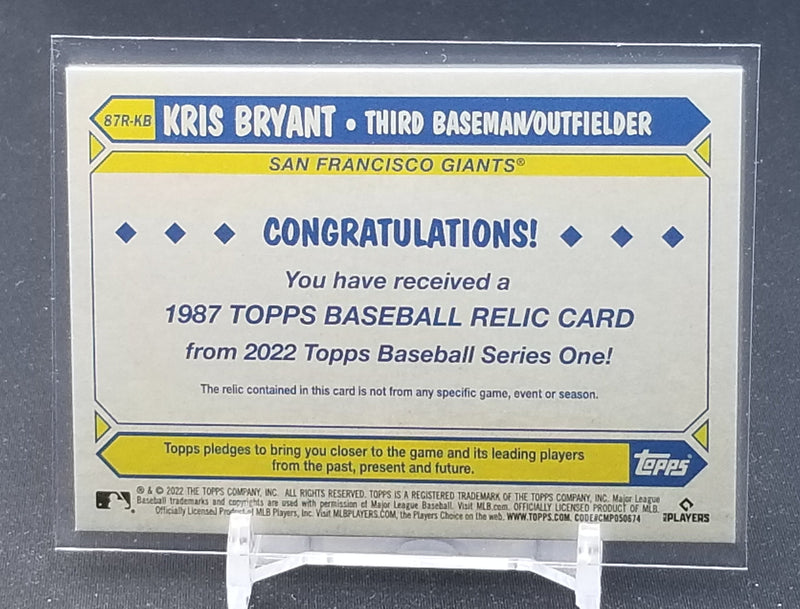 87R-KB KRIS BRYANT • THIRD BASEMAN/OUTFIELDER
SAN FRANCISCO GIANTS®
CONGRATULATIONS!
You have received a
1987 TOPPS BASEBALL RELIC CARD
from 2022 Topps Baseball Series One!
The relic contained in this card is not from any specific game, event or season.
Topps pledges to bring you closer to the game and its leading players
from the past, present and future.
topps®
® & © 2022 THE TOPPS COMPANY, INC. ALL RIGHTS RESERVED. TOPPS IS A REGISTERED TRADEMARK OF THE TOPPS COMPANY, INC. Major League
Baseball trademarks and copyrights are used with permission of Major League Baseball. Visit MLB.com. OFFICIALLY LICENSED PRODUCT OF MLB.
Officially Licensed Product of MLB Players, Inc. Visit MLBPLAYERS.COM, the Players Choice on the web. WWW.TOPPS.COM. CODE#CMP050674
MLB PLAYERS